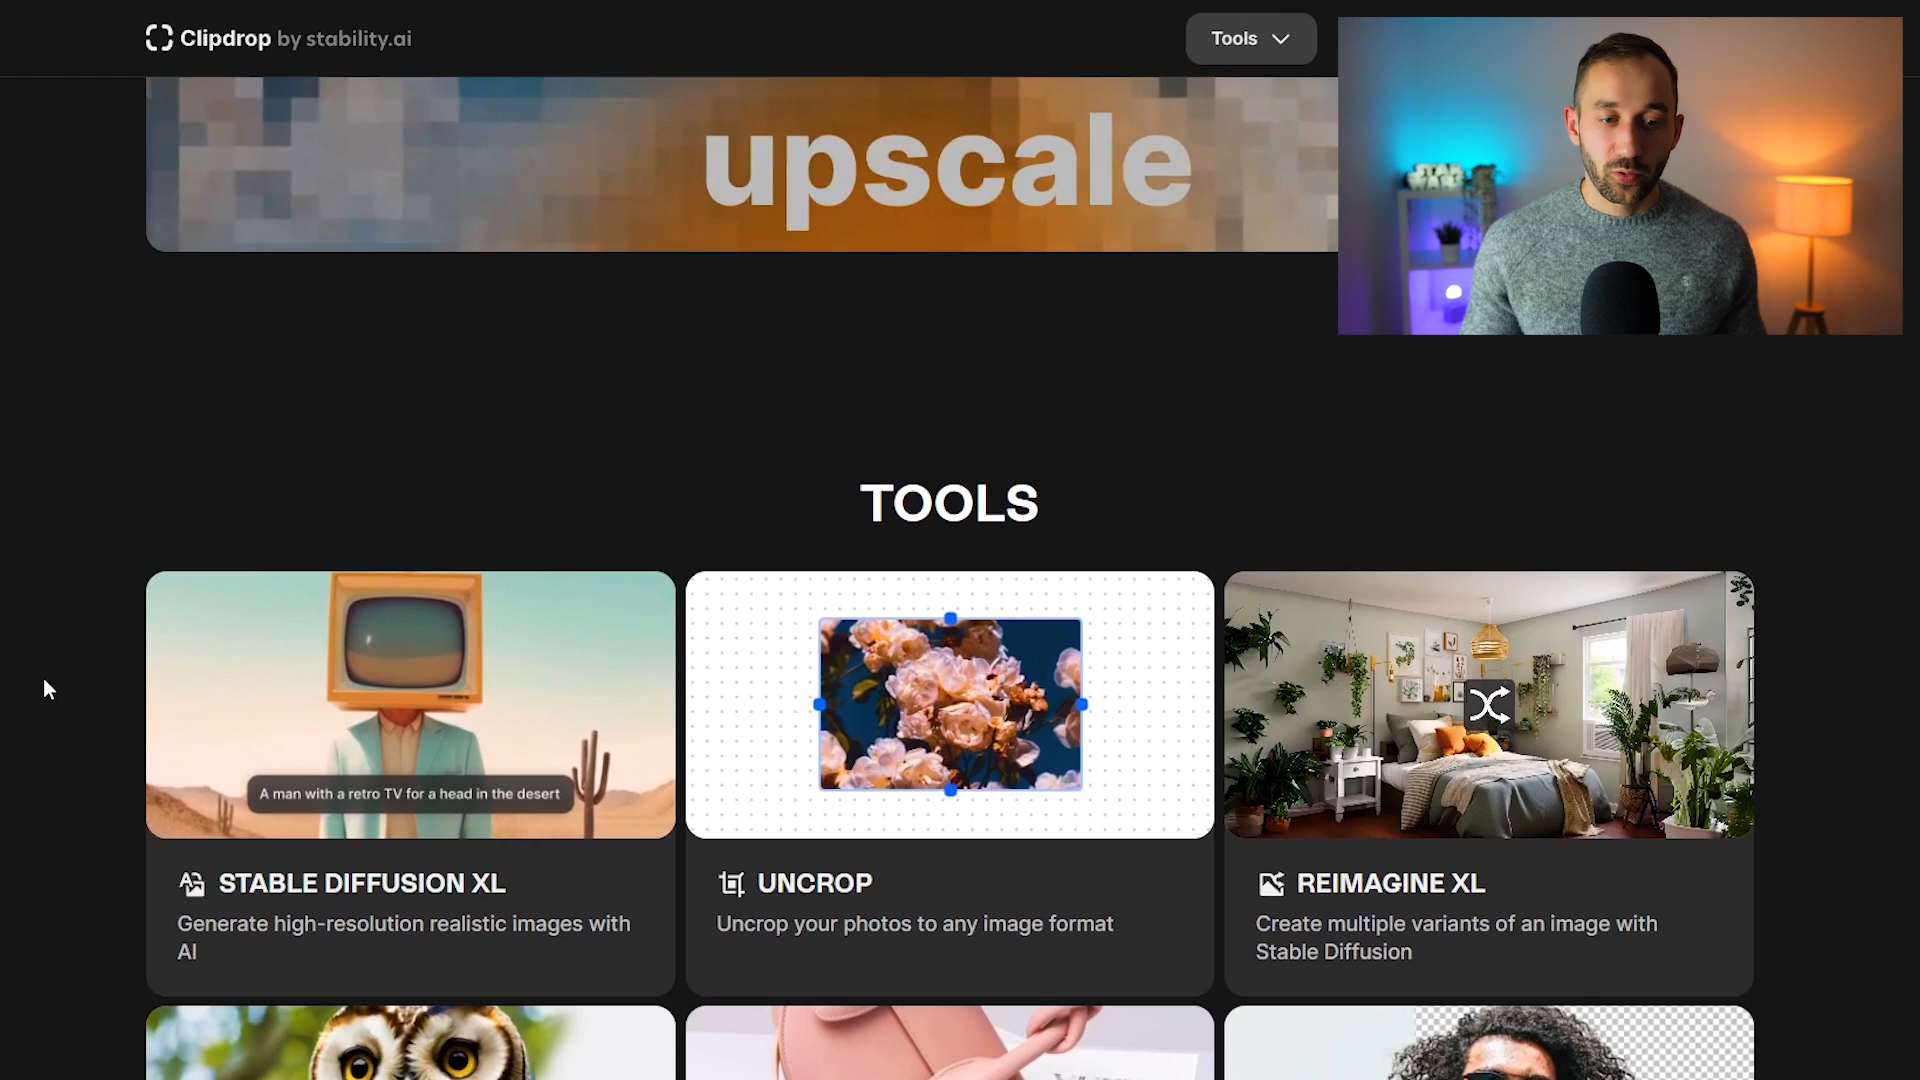 Clipdrop by stability.ai
Tools
upscale
TOOLS
A man with a retro TV for a head in the desert
STABLE DIFFUSION XL
Generate high-resolution realistic images with
AI
UNCROP
Uncrop your photos to any image format
REIMAGINE XL
Create multiple variants of an image with
Stable Diffusion